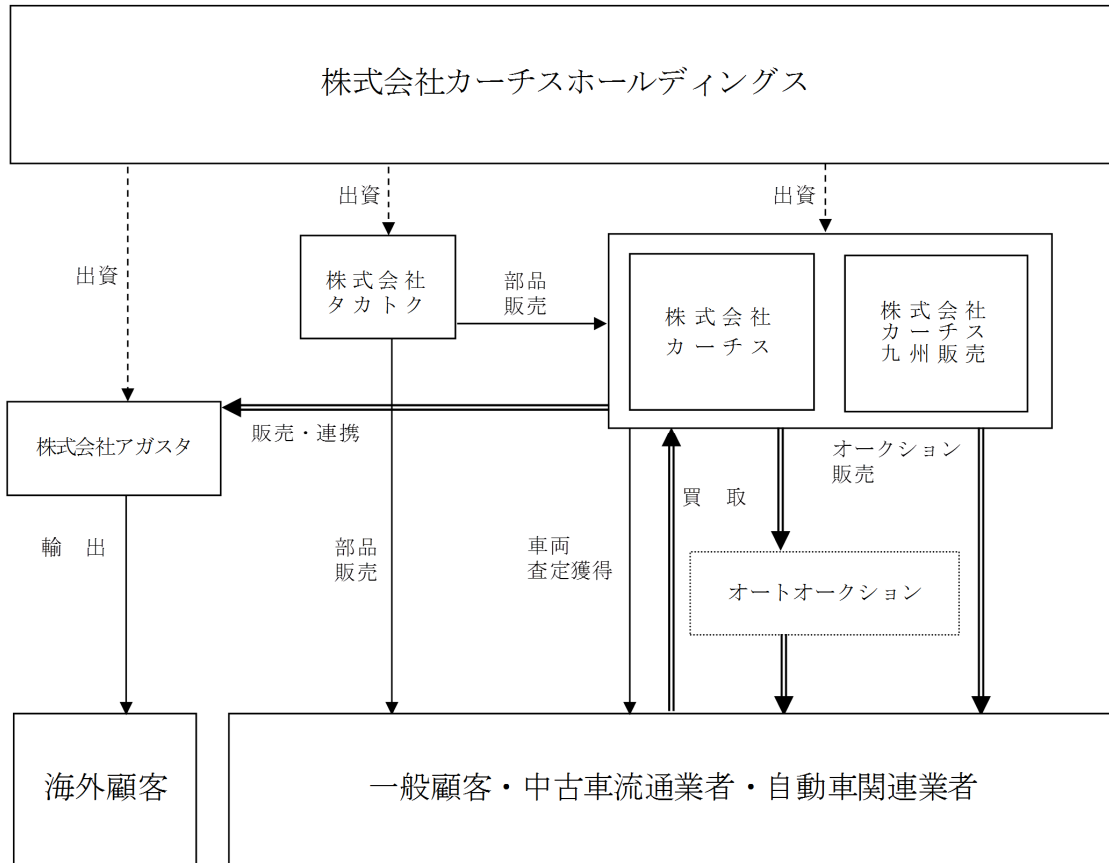 株式会社カーチスホールディングス
出資
出資
出資
株式会社
タカトク
部品
販売
株式会社
カーチス
株式会社
カーチス
九州販売
株式会社アガスタ
販売・連携
オークション
販売
買 取
輸 出
部品
販売
車両
査定獲得
オートオークション
海外顧客
一般顧客・中古車流通業者・自動車関連業者